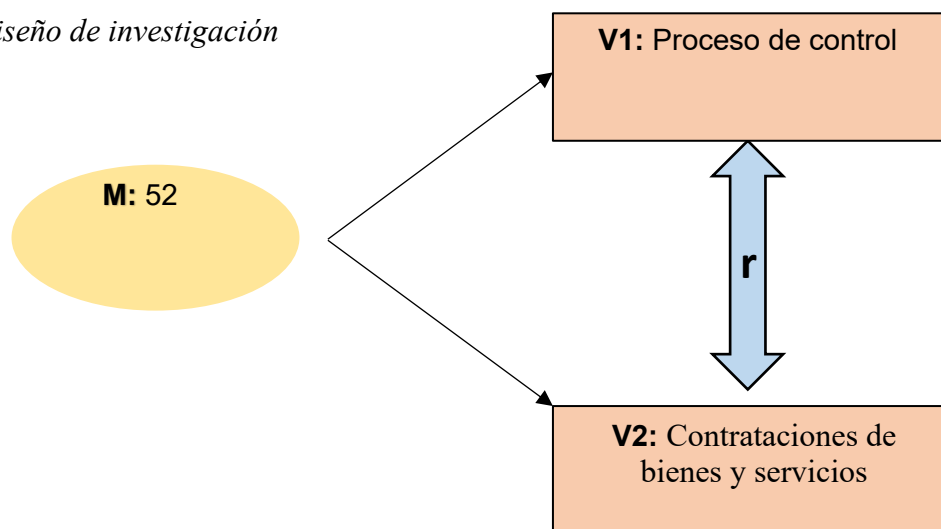 iseño de investigación
V1: Proceso de control
M: 52
r
V2: Contrataciones de
bienes y servicios